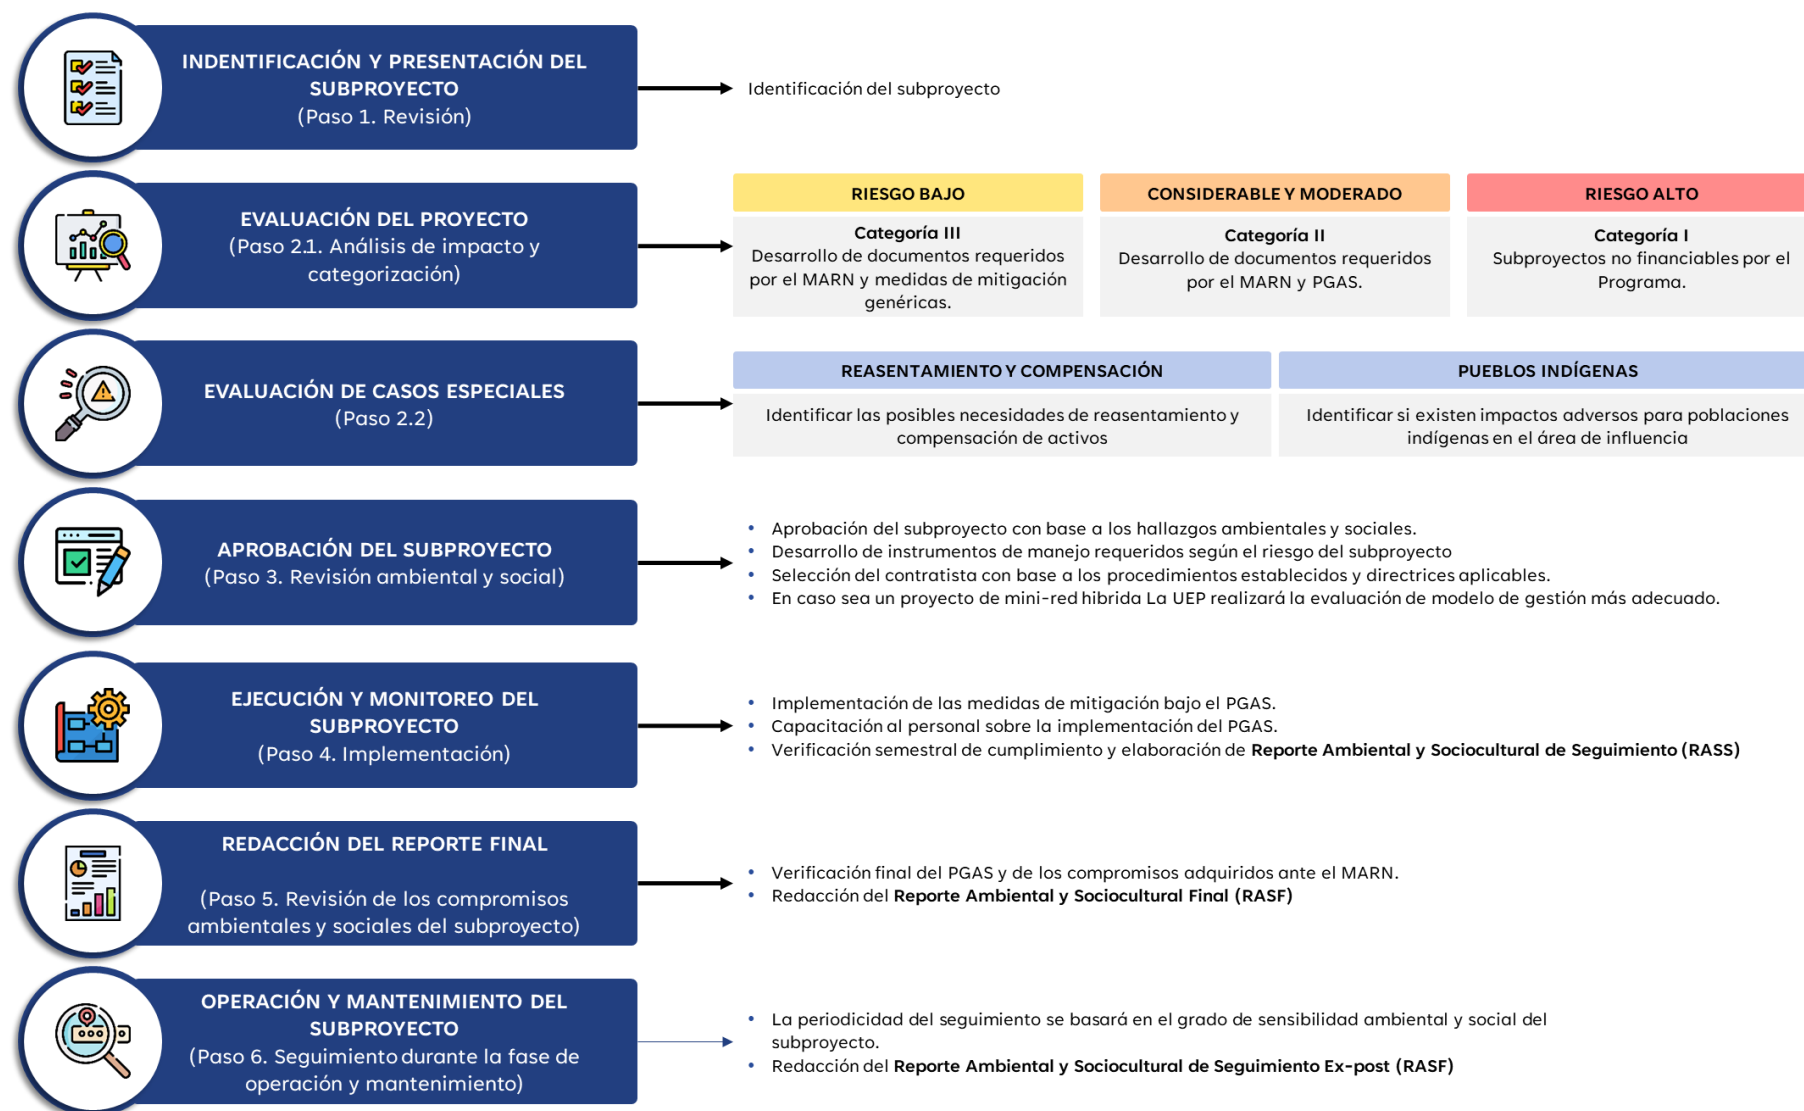 INDENTIFICACIÓN Y PRESENTACIÓN DEL
SUBPROYECTO
(Paso 1. Revisión)
Identificación del subproyecto
EVALUACIÓN DEL PROYECTO
(Paso 2.1. Análisis de impacto y
categorización)
RIESGO BAJO
Categoría III
Desarrollo de documentos requeridos
por el MARN y medidas de mitigación
genéricas.
CONSIDERABLE Y MODERADO
Categoría II
Desarrollo de documentos requeridos
por el MARN y PGAS.
RIESGO ALTO
Categoría I
Subproyectos no financiables por el
Programa.
EVALUACIÓN DE CASOS ESPECIALES
(Paso 2.2)
REASENTAMIENTO Y COMPENSACIÓN
Identificar las posibles necesidades de reasentamiento y
compensación de activos
PUEBLOS INDÍGENAS
Identificar si existen impactos adversos para poblaciones
indígenas en el área de influencia
APROBACIÓN DEL SUBPROYECTO
(Paso 3. Revisión ambiental y social)
• Aprobación del subproyecto con base a los hallazgos ambientales y sociales.
• Desarrollo de instrumentos de manejo requeridos según el riesgo del subproyecto
• Selección del contratista con base a los procedimientos establecidos y directrices aplicables.
• En caso sea un proyecto de mini-red hibrida La UEP realizará la evaluación de modelo de gestión más adecuado.
EJECUCIÓN Y MONITOREO DEL
SUBPROYECTO
(Paso 4. Implementación)
• Implementación de las medidas de mitigación bajo el PGAS.
• Capacitación al personal sobre la implementación del PGAS.
• Verificación semestral de cumplimiento y elaboración de Reporte Ambiental y Sociocultural de Seguimiento (RASS)
REDACCIÓN DEL REPORTE FINAL
(Paso 5. Revisión de los compromisos
ambientales y sociales del subproyecto)
• Verificación final del PGAS y de los compromisos adquiridos ante el MARN.
• Redacción del Reporte Ambiental y Sociocultural Final (RASF)
OPERACIÓN Y MANTENIMIENTO DEL
SUBPROYECTO
(Paso 6. Seguimiento durante la fase de
operación y mantenimiento)
• La periodicidad del seguimiento se basará en el grado de sensibilidad ambiental y social del
subproyecto.
• Redacción del Reporte Ambiental y Sociocultural de Seguimiento Ex-post (RASF)